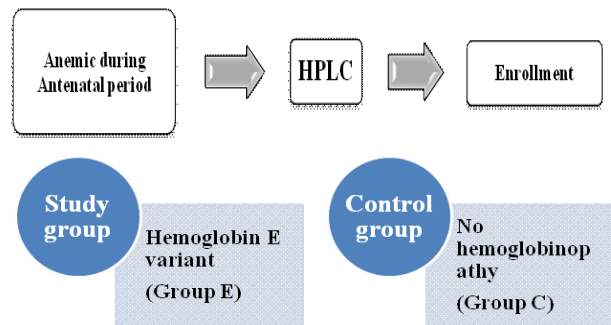 Anemic during
Antenatal period
HPLC
Enrollment
Study
group
Hemoglobin E
variant
(Group E)
Control
group
No
hemoglobinop
athy
(Group C)